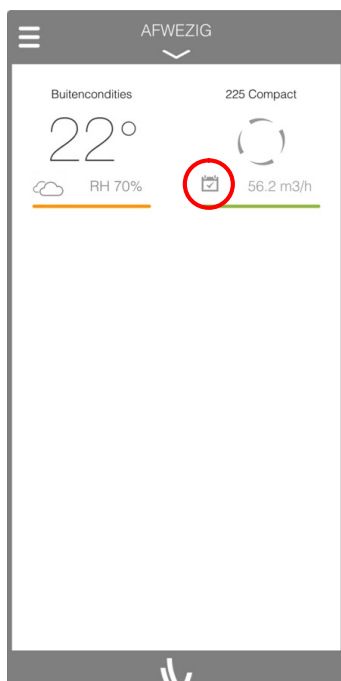 AFWEZIG
Buitencondities
225 Compact
22°
RH 70%
56.2 m3/h